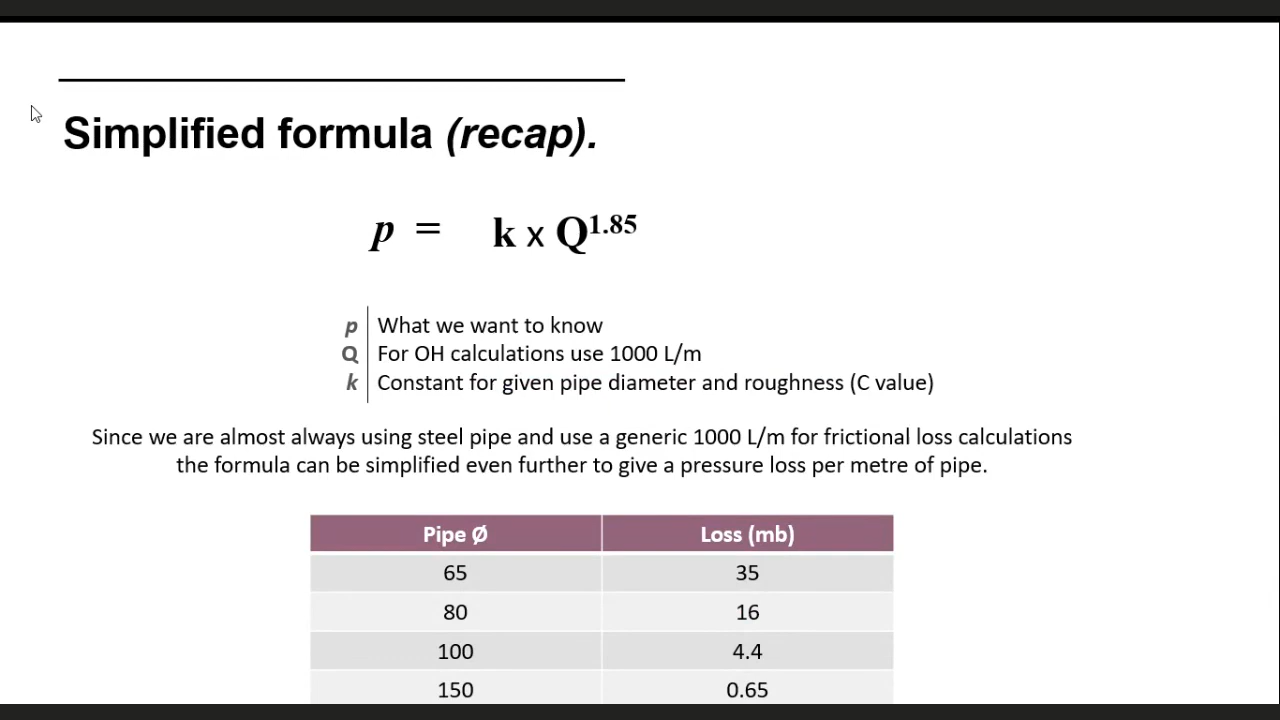 Simplified formula (recap).
p = k x Q^1.85
p What we want to know
Q For OH calculations use 1000 L/m
k Constant for given pipe diameter and roughness (C value)
Since we are almost always using steel pipe and use a generic 1000 L/m for frictional loss calculations
the formula can be simplified even further to give a pressure loss per metre of pipe.
Pipe Ø Loss (mb)
65 35
80 16
100 4.4
150 0.65